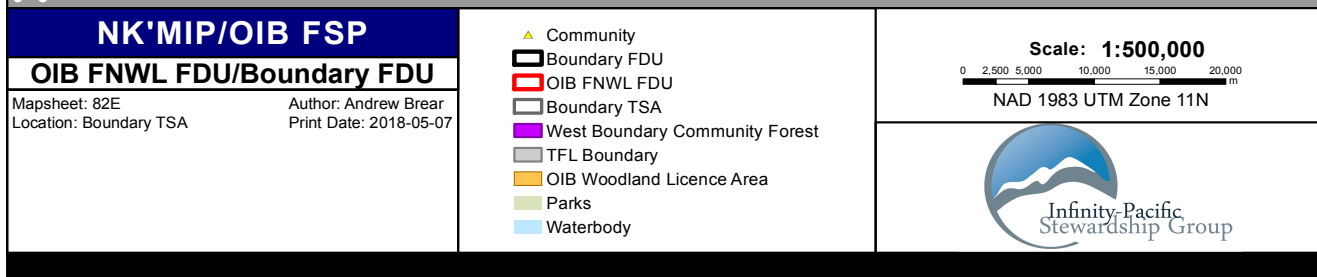 NK'MIP/OIB FSP
OIB FNWL FDU/Boundary FDU
Mapsheet: 82E
Author: Andrew Brear
Location: Boundary TSA
Print Date: 2018-05-07
Community
Boundary FDU
OIB FNWL FDU
Boundary TSA
West Boundary Community Forest
TFL Boundary
OIB Woodland Licence Area
Parks
Waterbody
Scale: 1:500,000
0 2,500 5,000 10,000 15,000 20,000
m
NAD 1983 UTM Zone 11N
Infinity-Pacific
Stewardship Group